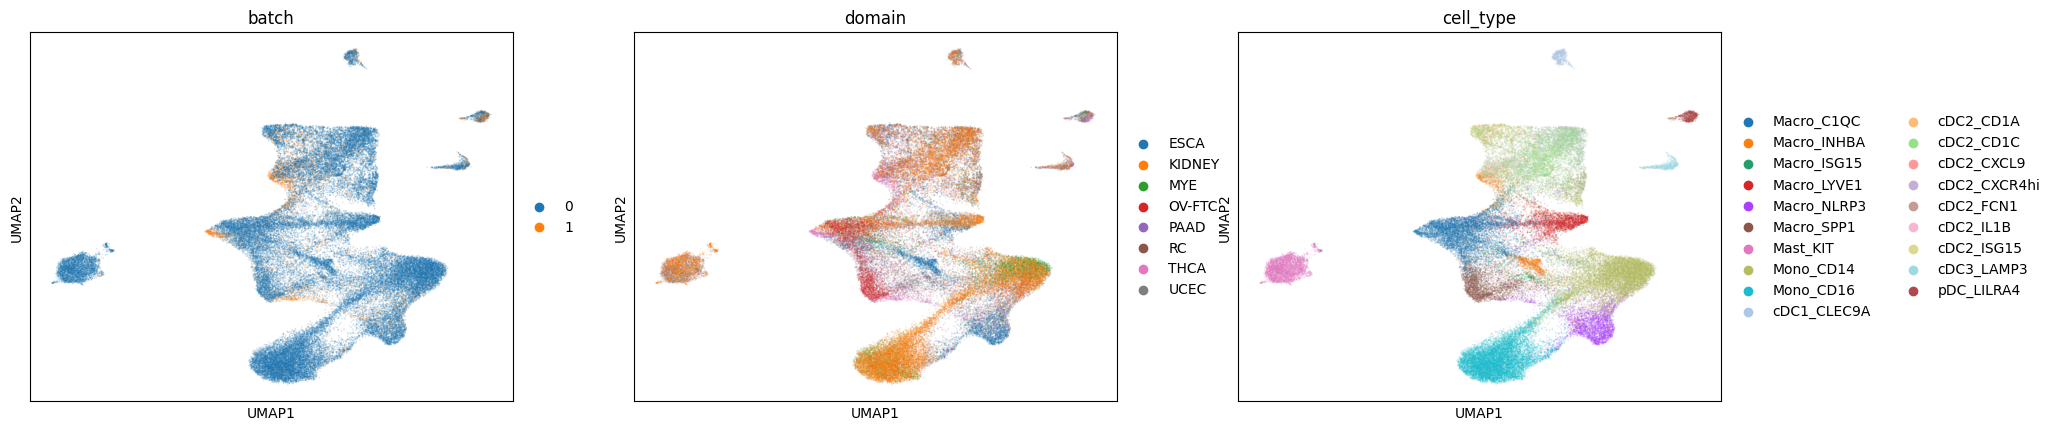 batch
UMAP2
UMAP1
0
1
domain
UMAP2
UMAP1
ESCA
KIDNEY
MYE
OV-FTC
PAAD
RC
THCA
UCEC
cell_type
UMAP2
UMAP1
Macro_C1QC
Macro_INHBA
Macro_ISG15
Macro_LYVE1
Macro_NLRP3
Macro_SPP1
Mast_KIT
Mono_CD14
Mono_CD16
cDC1_CLEC9A
cDC2_CD1A
cDC2_CD1C
cDC2_CXCL9
cDC2_CXCR4hi
cDC2_FCN1
cDC2_IL1B
cDC2_ISG15
cDC3_LAMP3
pDC_LILRA4